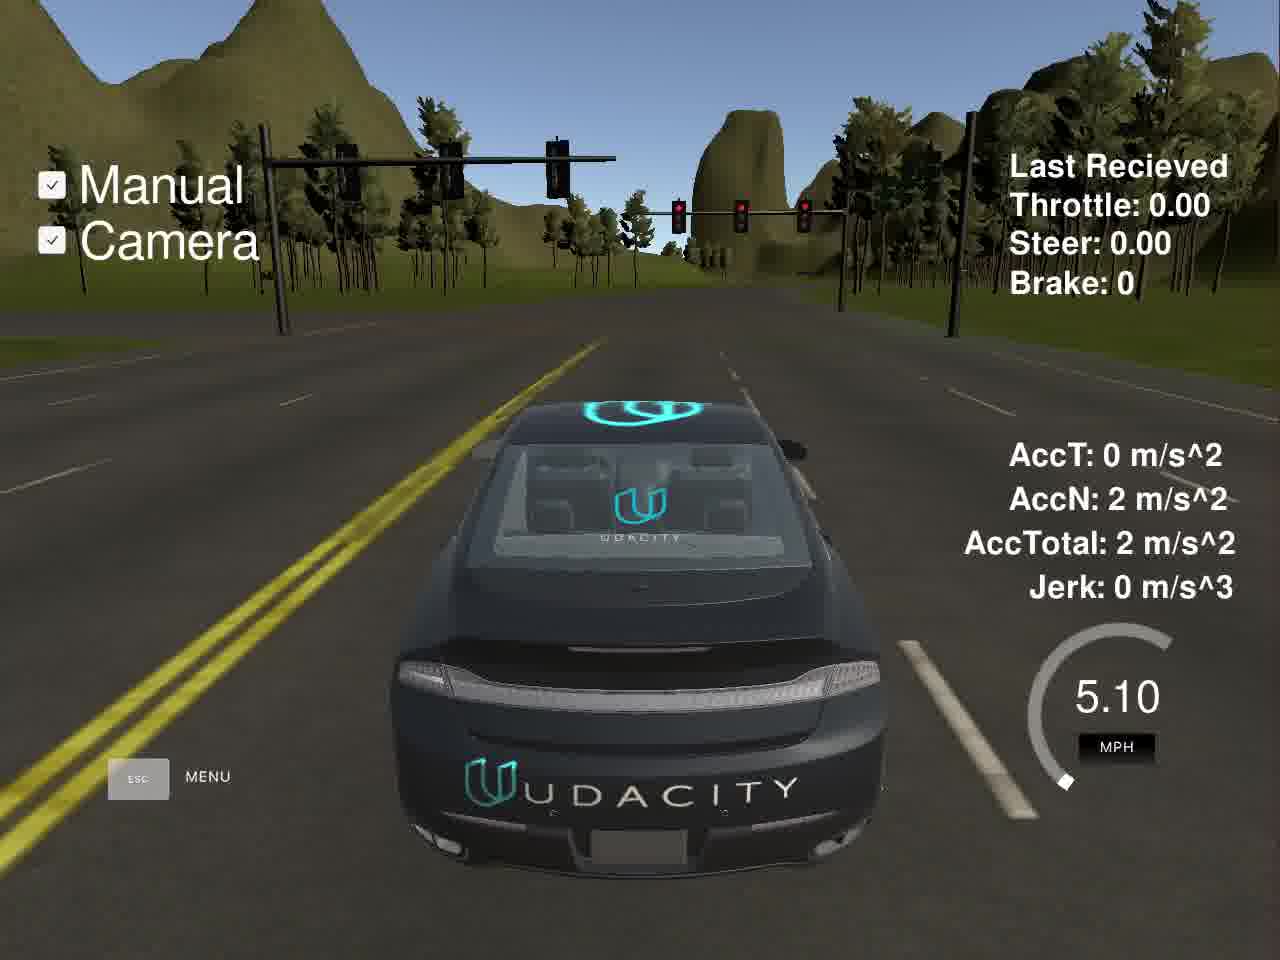 Manual
Camera
Last Recieved
Throttle: 0.00
Steer: 0.00
Brake: 0
AccT: 0 m/s^2
AccN: 2 m/s^2
AccTotal: 2 m/s^2
Jerk: 0 m/s^3
UDACITY
5.10
MPH
ESC MENU
UDACITY